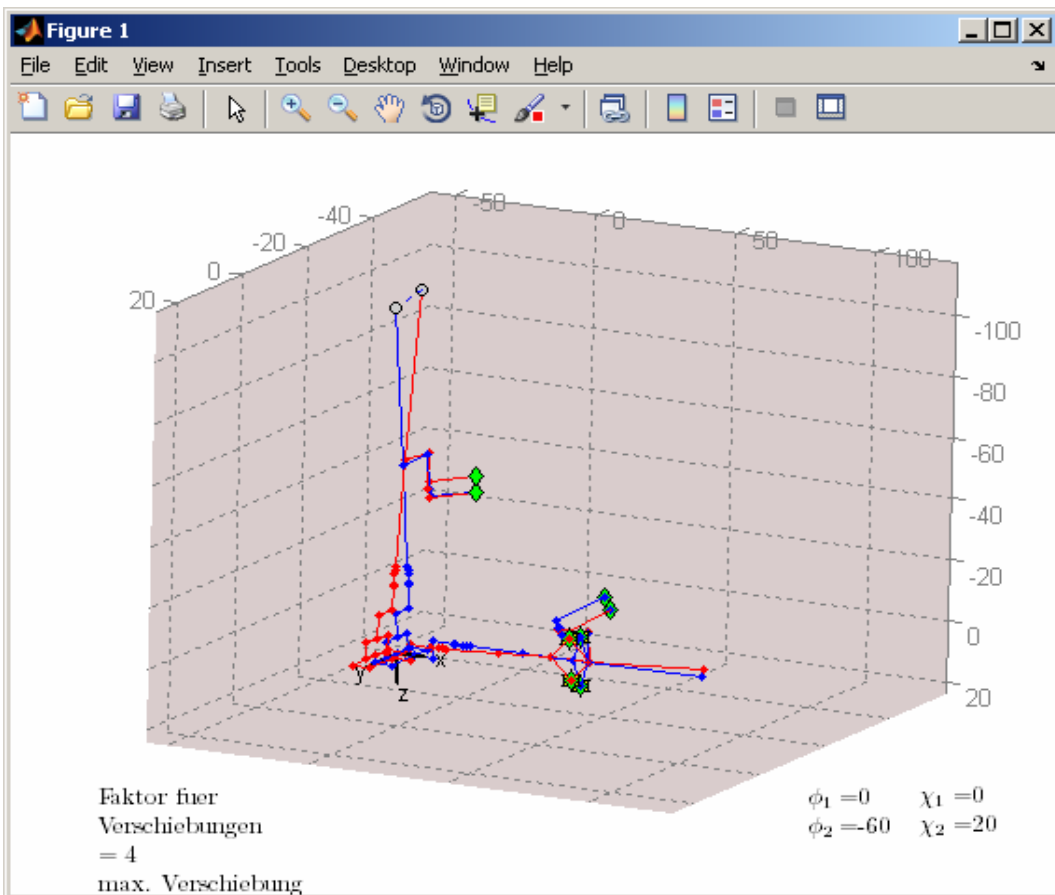 Figure 1
File Edit View Insert Tools Desktop Window Help
-50
0
50
100
-40
-20
0
20
-100
-80
-60
-40
-20
0
20
x
y
z
Faktor fuer
Verschiebungen
= 4
max. Verschiebung
ϕ₁ =0 χ₁ =0
ϕ₂ =-60 χ₂ =20